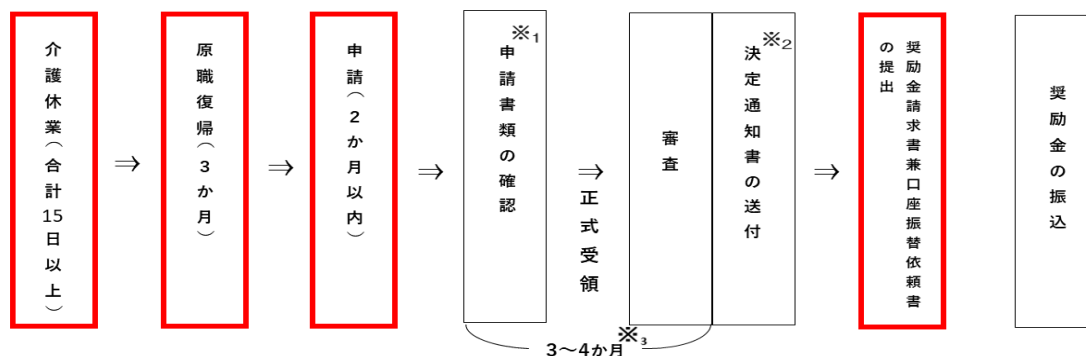 介護休業（合計15日以上）
⇒
原職復帰（3か月）
⇒
申請（2か月以内）
⇒
※1
申請書類の確認
⇒
正式受領
審査
※2
決定通知書の送付
⇒
奨励金請求書兼口座振替依頼書
の提出
奨励金の振込
3～4か月※3